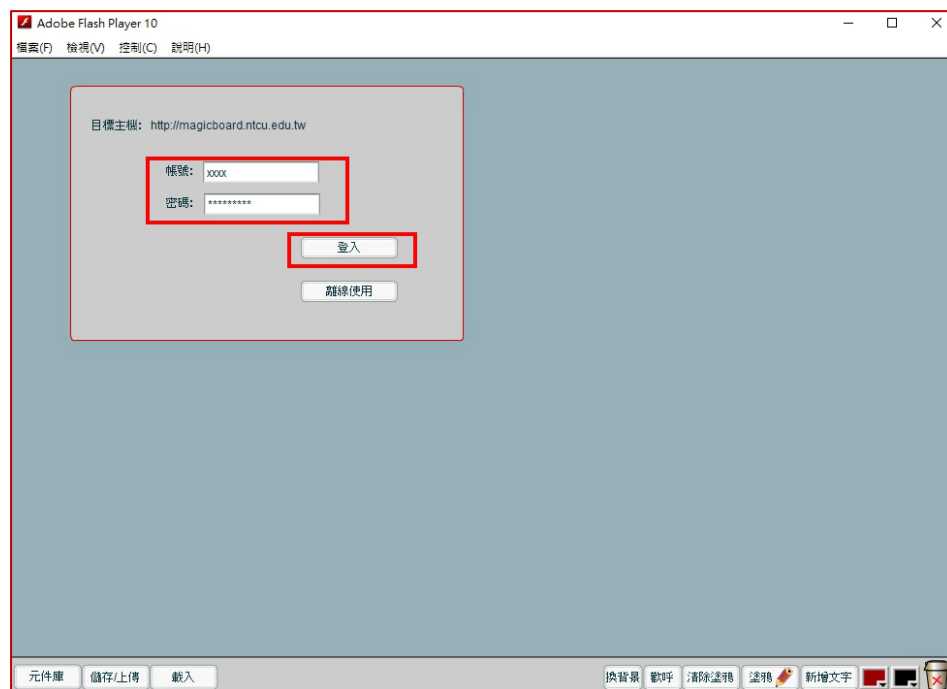 Adobe Flash Player 10
檔案(F) 檢視(V) 控制(C) 說明(H)
目標主機: http://magicboard.ntcu.edu.tw
帳號: xxxx
密碼: *********
登入
離線使用
元件庫 儲存/上傳 載入 換背景 歡呼 清除塗鴉 塗鴉 新增文字